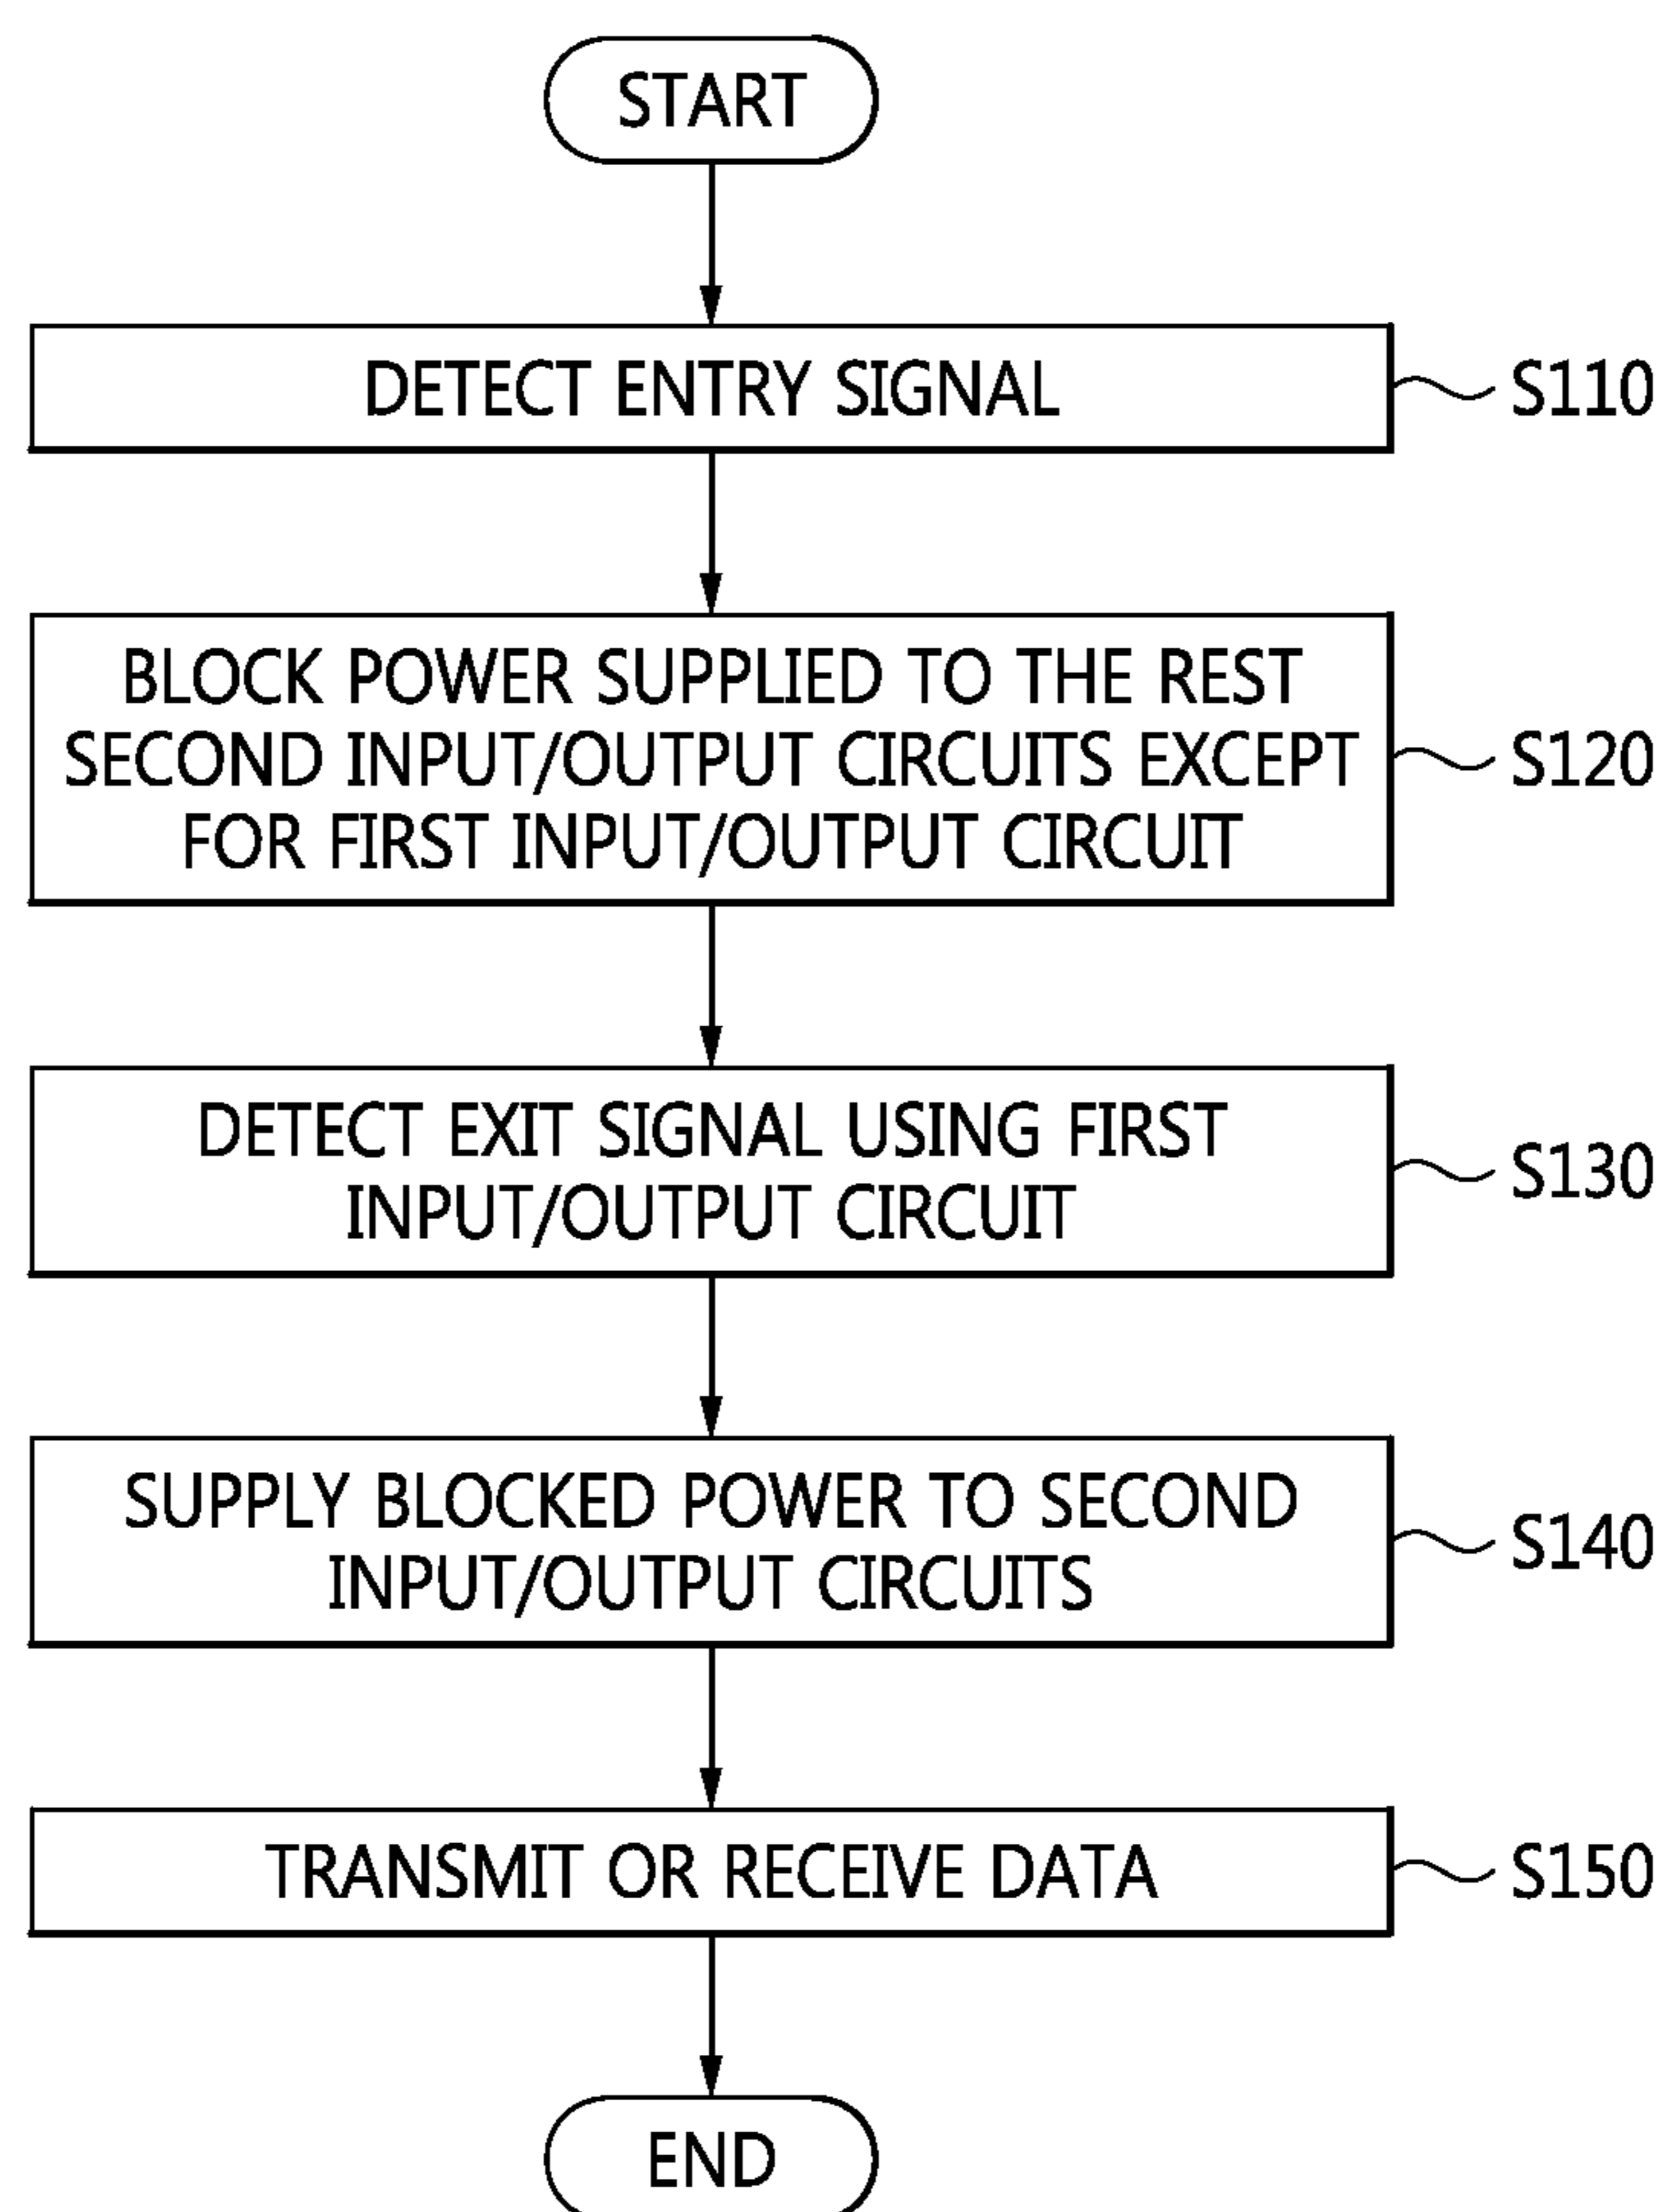 START
DETECT ENTRY SIGNAL
S110
BLOCK POWER SUPPLIED TO THE REST
SECOND INPUT/OUTPUT CIRCUITS EXCEPT
FOR FIRST INPUT/OUTPUT CIRCUIT
S120
DETECT EXIT SIGNAL USING FIRST
INPUT/OUTPUT CIRCUIT
S130
SUPPLY BLOCKED POWER TO SECOND
INPUT/OUTPUT CIRCUITS
S140
TRANSMIT OR RECEIVE DATA
S150
END